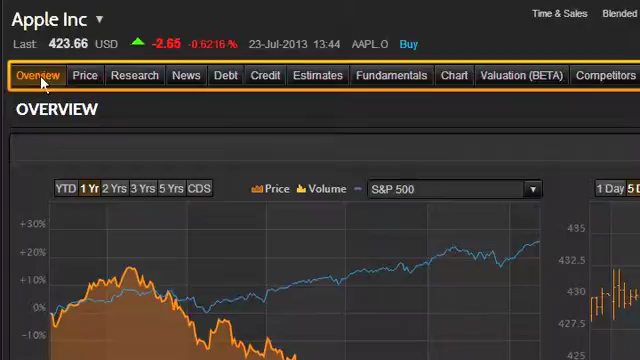 Apple Inc
Time & Sales Blended
Last: 423.66 USD -2.65 -0.6216% 23-Jul-2013 13:44 AAPL.O Buy
Overview Price Research News Debt Credit Estimates Fundamentals Chart Valuation (BETA) Competitors
OVERVIEW
YTD 1 Yr 2 Yrs 3 Yrs 5 Yrs CDS Price Volume S&P 500 1 Day 5 D
+30%
+20%
+10%
0%
-10%
435
432.5
430
427.5
425